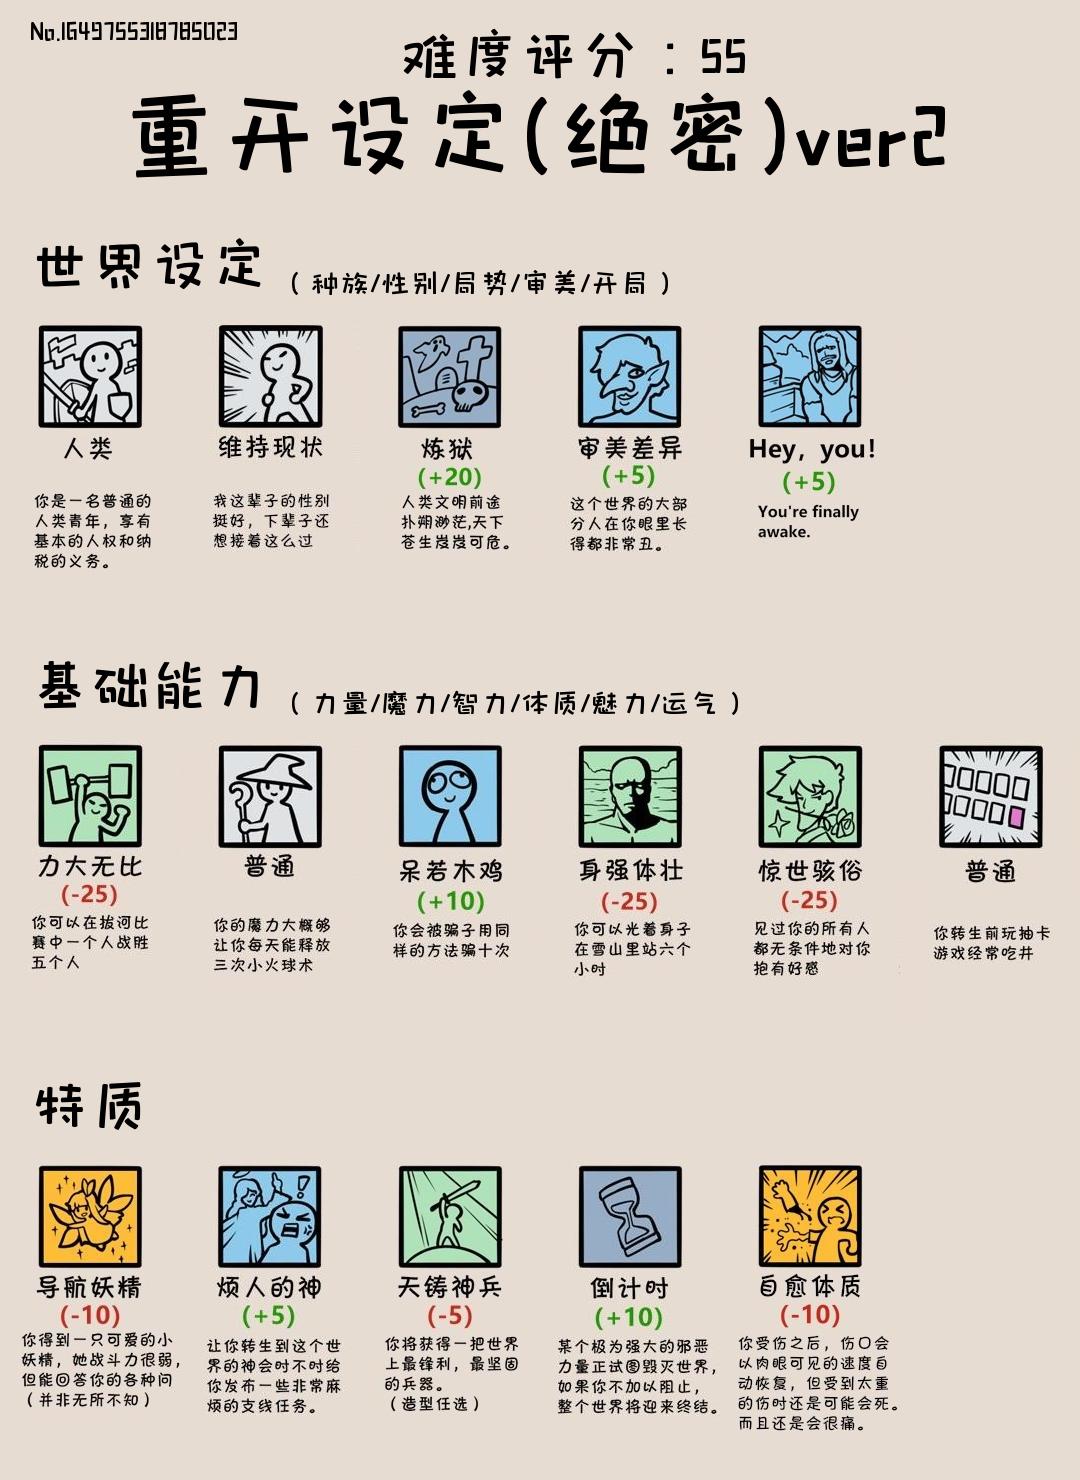 No.1649755318785023
难度评分：55
重开设定(绝密)ver2
世界设定（种族/性别/局势/审美/开局）
人类
你是一名普通的
人类青年，享有
基本的人权和纳
税的义务。
维持现状
我这辈子的性别
挺好，下辈子还
想接着这么过
炼狱
(+20)
人类文明前途
扑朔渺茫,天下
苍生岌岌可危。
审美差异
(+5)
这个世界的大部
分人在你眼里长
得都非常丑。
Hey, you!
(+5)
You're finally
awake.
基础能力（力量/魔力/智力/体质/魅力/运气）
力大无比
(-25)
你可以在拔河比
赛中一个人战胜
五个人
普通
你的魔力大概够
让你每天能释放
三次小火球术
呆若木鸡
(+10)
你会被骗子用同
样的方法骗十次
身强体壮
(-25)
你可以光着身子
在雪山里站六个
小时
惊世骇俗
(-25)
见过你的所有人
都无条件地对你
抱有好感
普通
你转生前玩抽卡
游戏经常吃井
特质
导航妖精
(-10)
你得到一只可爱的小
妖精，她战斗力很弱，
但能回答你的各种问
（并非无所不知）
烦人的神
(+5)
让你转生到这个世
界的神会时不时给
你发布一些非常麻
烦的支线任务。
天铸神兵
(-5)
你将获得一把世界
上最锋利，最坚固
的兵器。
（造型任选）
倒计时
(+10)
某个极为强大的邪恶
力量正试图毁灭世界，
如果你不加以阻止，
整个世界将迎来终结。
自愈体质
(-10)
你受伤之后，伤口会
以肉眼可见的速度自
动恢复，但受到太重
的伤时还是可能会死。
而且还是会很痛。